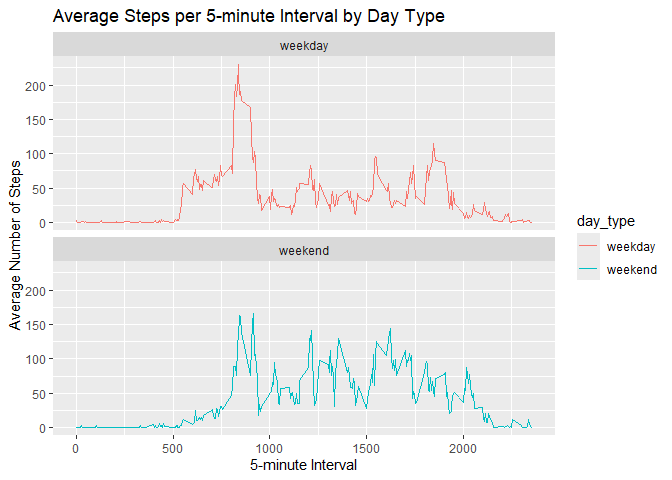 Average Steps per 5-minute Interval by Day Type
weekday
200
150
100
50
0
weekend
200
150
100
50
0
0
500
1000
1500
2000
5-minute Interval
Average Number of Steps
day_type
weekday
weekend